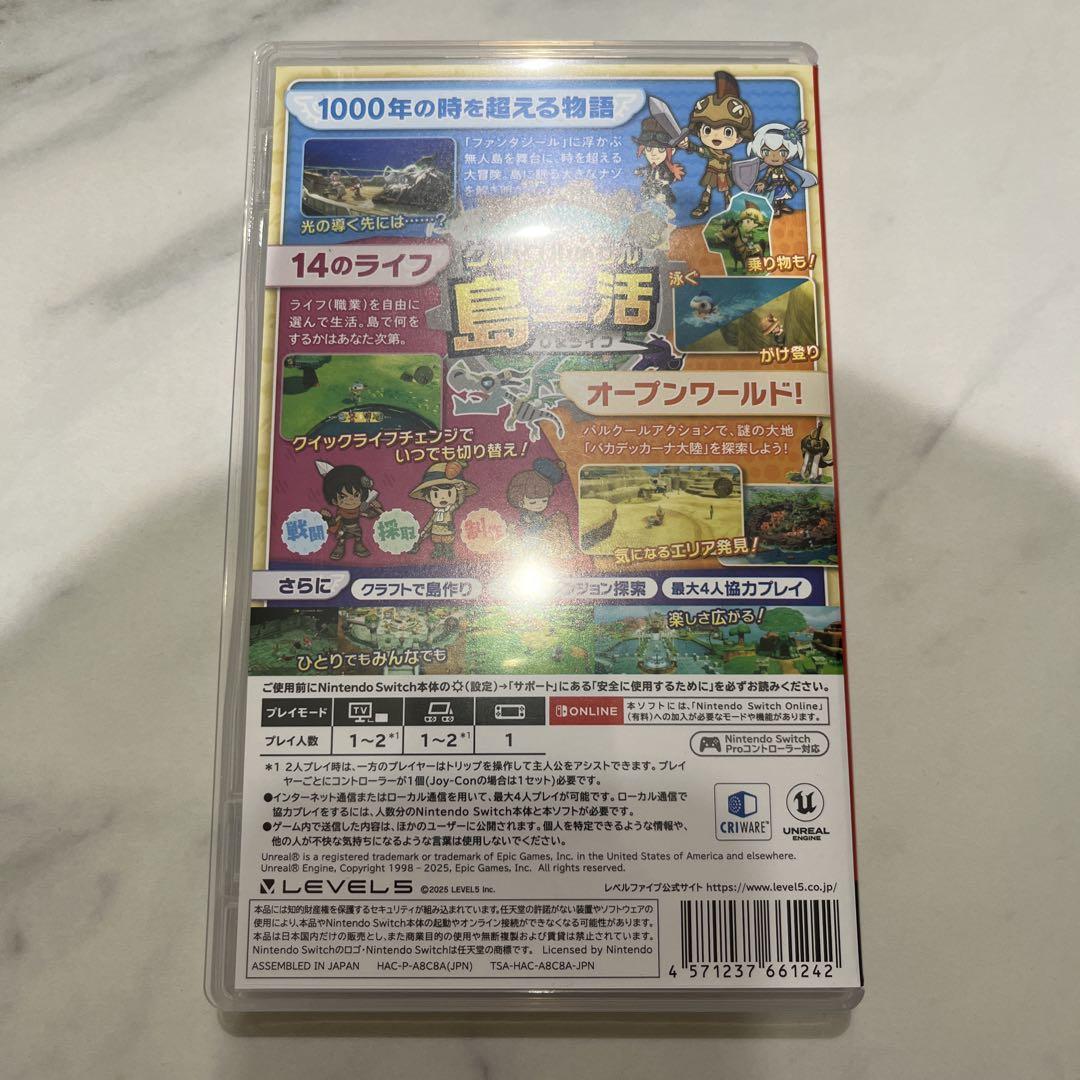 1000年の時を超える物語
「ファンタジール」に浮かぶ
無人島を舞台に、時を超える
大冒険。島に眠る大きなナゾ
光の導く先には……?
乗り物も!
泳ぐ
がけ登り
14のライフ
ライフ(職業)を自由に
選んで生活。島で何を
するかはあなた次第。
島生活
クイックライフチェンジで
いつでも切り替え!
戦闘
採取
制作
オープンワールド!
パルクールアクションで、謎の大地
「バカデッカーナ大陸」を探索しよう!
気になるエリア発見!
さらに
クラフトで島作り
ション探索
最大4人協力プレイ
ひとりでもみんなでも
楽しさ広がる!
ご使用前にNintendo Switch本体の(設定)→「サポート」にある「安全に使用するために」を必ずお読みください。
プレイモード TV
プレイ人数 1~2*1 1~2*1 1
ONLINE
本ソフトには、「Nintendo Switch Online」
(有料)への加入が必要なモードや機能があります。
Nintendo Switch
Proコントローラー対応
*1 2人プレイ時は、一方のプレイヤーはトリップを操作して主人公をアシストできます。プレイ
ヤーごとにコントローラーが1個(Joy-Conの場合は1セット)必要です。
●インターネット通信またはローカル通信を用いて、最大4人プレイが可能です。ローカル通信で
協力プレイをするには、人数分のNintendo Switch本体と本ソフトが必要です。
●ゲーム内で送信した内容は、ほかのユーザーに公開されます。個人を特定できるような情報や、
他の人が不快な気持ちになるような言葉は使用しないでください。
CRIWARE™
UNREAL
ENGINE
Unreal® is a registered trademark or trademark of Epic Games, Inc. in the United States of America and elsewhere.
Unreal® Engine, Copyright 1998 – 2025, Epic Games, Inc. All rights reserved.
LEVEL5 ©2025 LEVEL5 Inc.
レベルファイブ公式サイト https://www.level5.co.jp/
本品には知的財産権を保護するセキュリティが組み込まれています。任天堂の許諾がない装置やソフトウェアの
使用により、本品やNintendo Switch本体の起動やオンライン接続ができなくなる可能性があります。
本品は日本国内だけの販売とし、また商業目的の使用や無断複製および賃貸は禁止されています。
Nintendo Switchのロゴ・Nintendo Switchは任天堂の商標です。 Licensed by Nintendo
ASSEMBLED IN JAPAN HAC-P-A8C8A(JPN) TSA-HAC-A8C8A-JPN
4 571237 661242